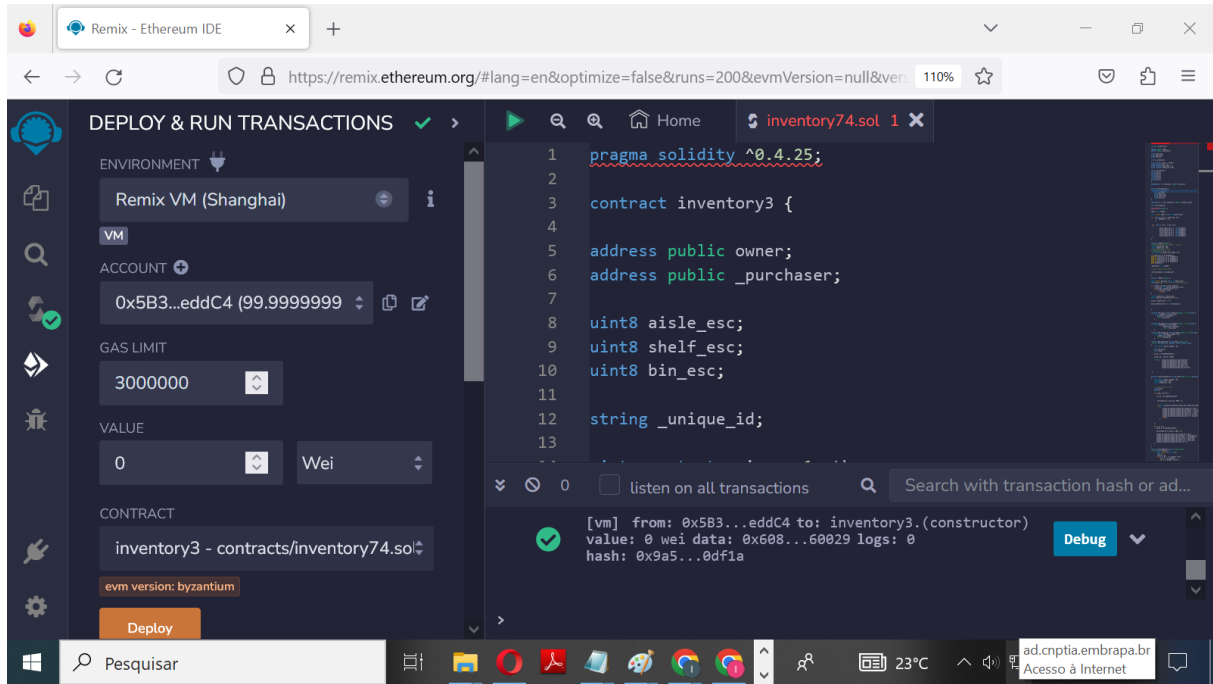 Remix - Ethereum IDE
https://remix.ethereum.org/#lang=en&optimize=false&runs=200&evmVersion=null&ver
110%
DEPLOY & RUN TRANSACTIONS
ENVIRONMENT
Remix VM (Shanghai)
VM
ACCOUNT
0x5B3...eddC4 (99.9999999
GAS LIMIT
3000000
VALUE
0
Wei
CONTRACT
inventory3 - contracts/inventory74.sol
evm version: byzantium
Deploy
Home
inventory74.sol 1
1 pragma solidity ^0.4.25;
2
3 contract inventory3 {
4
5 address public owner;
6 address public _purchaser;
7
8 uint8 aisle_esc;
9 uint8 shelf_esc;
10 uint8 bin_esc;
11
12 string _unique_id;
13
0
listen on all transactions
Search with transaction hash or ad...
[vm] from: 0x5B3...eddC4 to: inventory3.(constructor)
value: 0 wei data: 0x608...60029 logs: 0
hash: 0x9a5...0df1a
Debug
>
Pesquisar
23°C
ad.cnptia.embrapa.br
Acesso à Internet